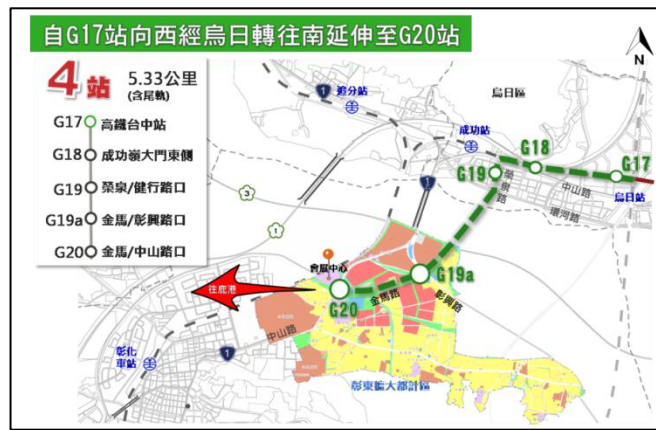 自G17站向西經烏日轉往南延伸至G20站
4站 5.33公里
(含尾軌)
G17 高鐵台中站
G18 成功嶺大門東側
G19 榮泉/健行路口
G19a 金馬/彰興路口
G20 金馬/中山路口
N
1
追分站
烏日區
成功站
G18
G17
G19
榮泉路
中山路
烏日站
環河路
3
1
1
會展中心
G19a
往鹿港
G20
金馬路
彰興路
中山路
彰化車站
1
彰東擴大都計區